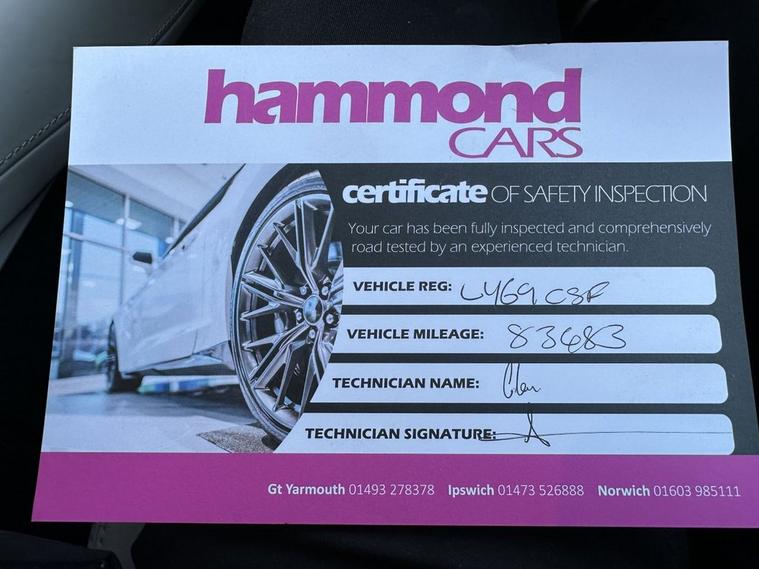 hammond
CARS
certificate OF SAFETY INSPECTION
Your car has been fully inspected and comprehensively
road tested by an experienced technician.
VEHICLE REG: LY69 CSF
VEHICLE MILEAGE: 83683
TECHNICIAN NAME:
TECHNICIAN SIGNATURE:
Gt Yarmouth 01493 278378 Ipswich 01473 526888 Norwich 01603 985111